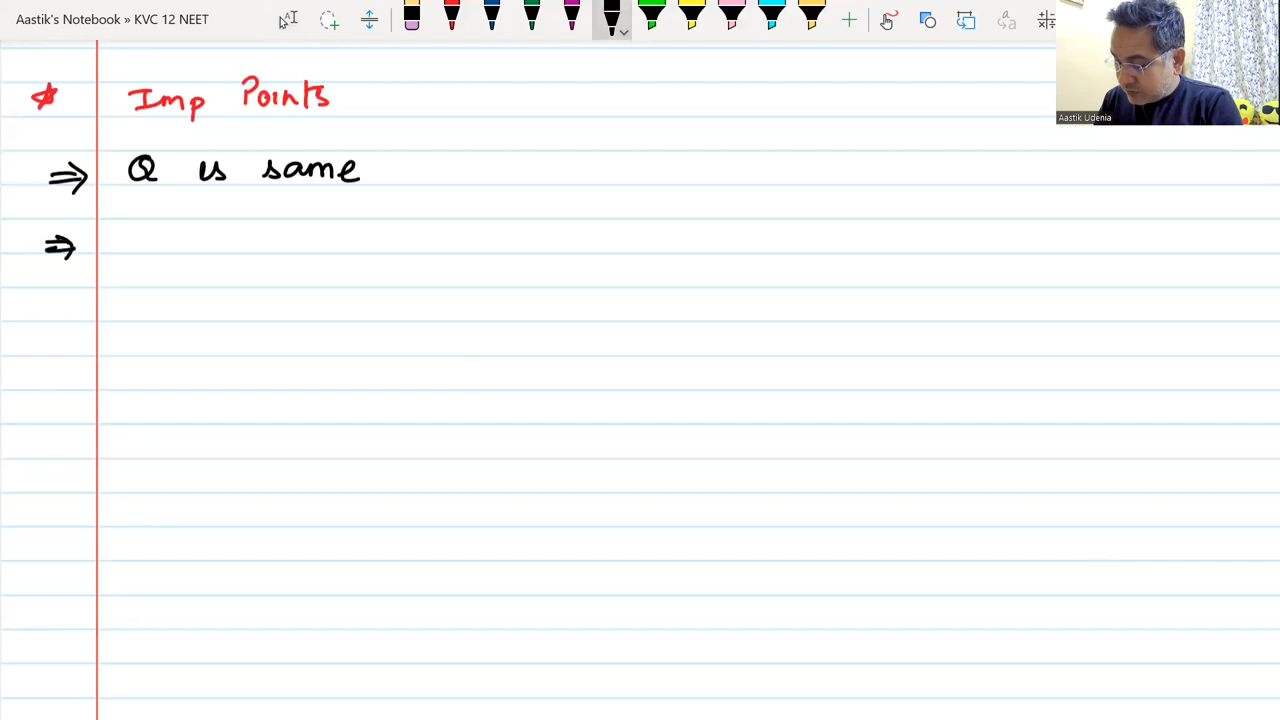 Aastik's Notebook » KVC 12 NEET
Aastik Udenia
Imp Points
⇒ Q is same
⇒